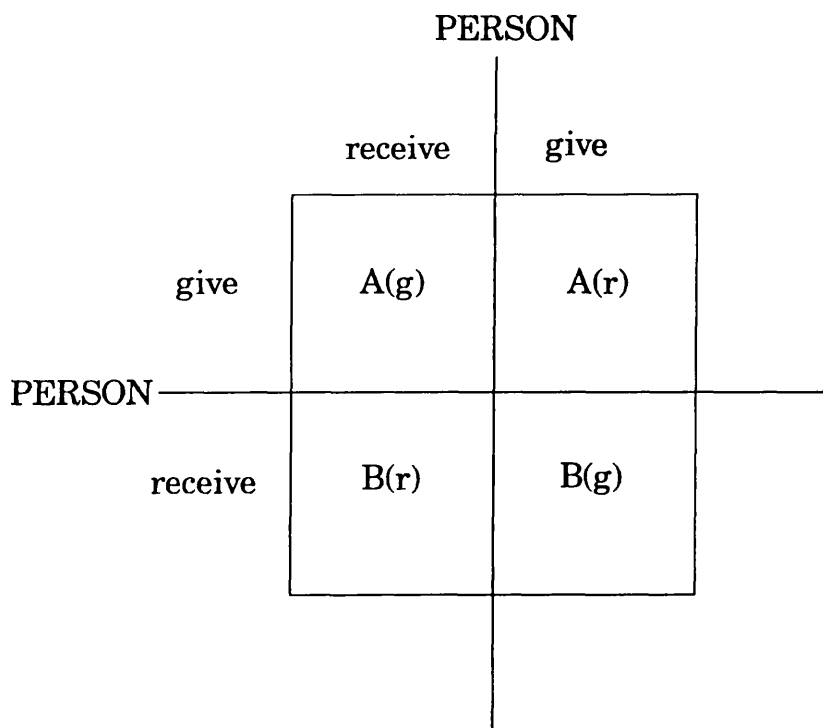 PERSON
receive give
give A(g) A(r)
PERSON
receive B(r) B(g)